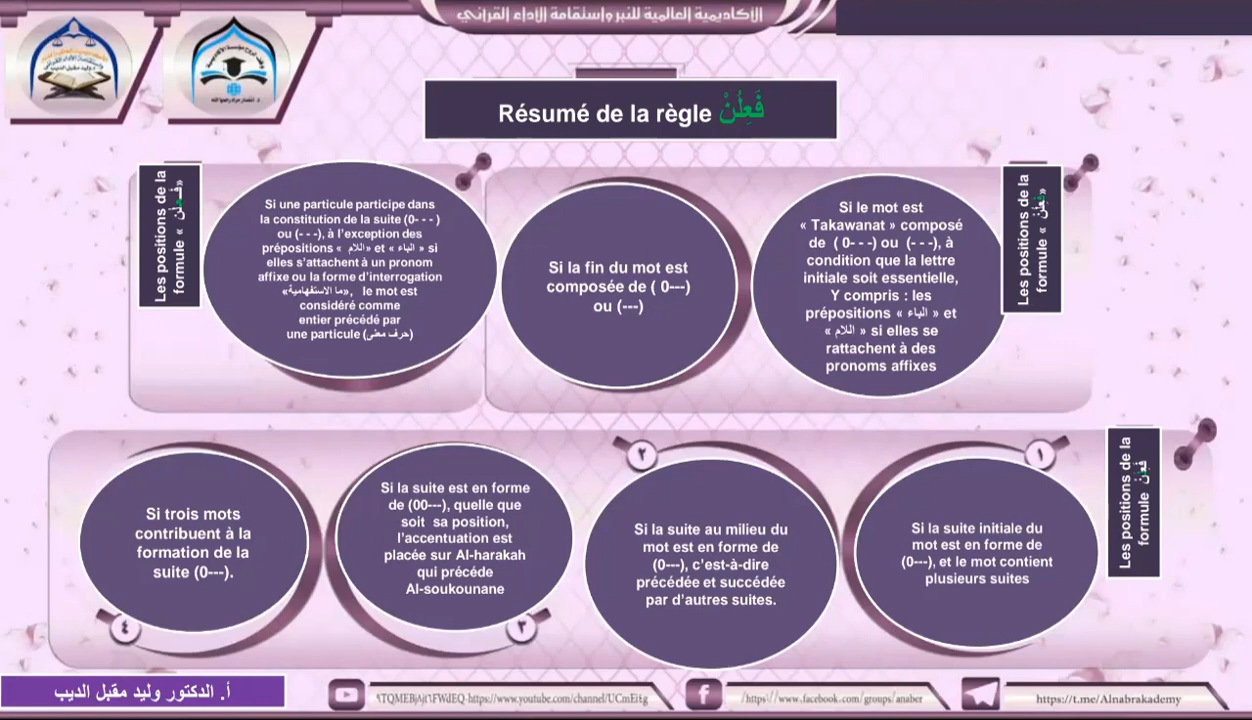 الاكاديمية العالمية للنبر واستقامة الاداء القرآني
Résumé de la règle فَعِلُنْ
Les positions de la
formule « فَعِلُنْ»
Si le mot est
« Takawanat » composé
de ( 0- - -) ou (- - -), à
condition que la lettre
initiale soit essentielle,
Y compris : les
prépositions « الباء » et
« اللام » si elles se
rattachent à des
pronoms affixes
Si la fin du mot est
composée de ( 0---)
ou (---)
Les positions de la
formule « فَعِلُنْ»
Si une particule participe dans
la constitution de la suite (0- - - )
ou (- - -), à l’exception des
prépositions « اللام» et « الباء » si
elles s’attachent à un pronom
affixe ou la forme d’interrogation
«ما الاستفهامية», le mot est
considéré comme
entier précédé par
une particule (حرف معنى)
Les positions de la
formule فَعِلُنْ
١
Si la suite initiale du
mot est en forme de
(0---), et le mot contient
plusieurs suites
٢
Si la suite au milieu du
mot est en forme de
(0---), c’est-à-dire
précédée et succédée
par d’autres suites.
٣
Si la suite est en forme
de (00---), quelle que
soit sa position,
l’accentuation est
placée sur Al-harakah
qui précéde
Al-soukounane
٤
Si trois mots
contribuent à la
formation de la
suite (0---).
أ. الدكتور وليد مقبل الديب
https://www.youtube.com/channel/
/https://www.facebook.com/groups/anaber
https://t.me/Alnabrakademy